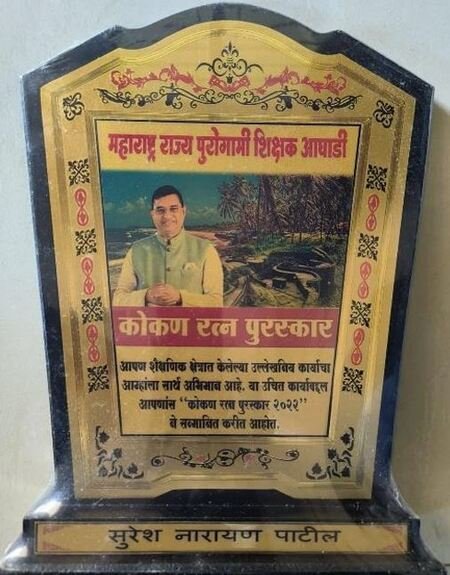 महाराष्ट्र राज्य पुरोगामी शिक्षक आघाडी
कोकण रत्न पुरस्कार
आपण शैक्षणिक क्षेत्रात केलेल्या उल्लेखनिय कार्याचा
आम्हांला सार्थ अभिमान आहे. या उचित कार्याबद्दल
आपणांस "कोकण रत्न पुरस्कार २०२२"
ने सन्मानित करीत आहोत.
सुरेश नारायण पाटील